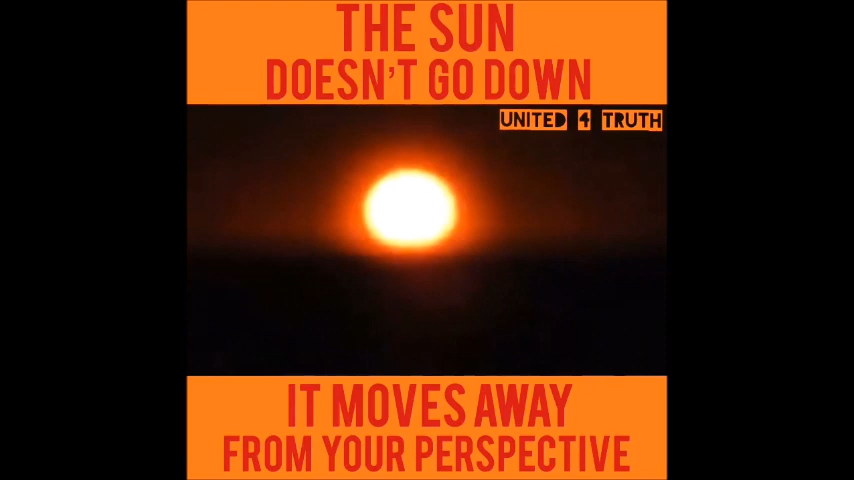 THE SUN
DOESN'T GO DOWN
UNITED 4 TRUTH
IT MOVES AWAY
FROM YOUR PERSPECTIVE